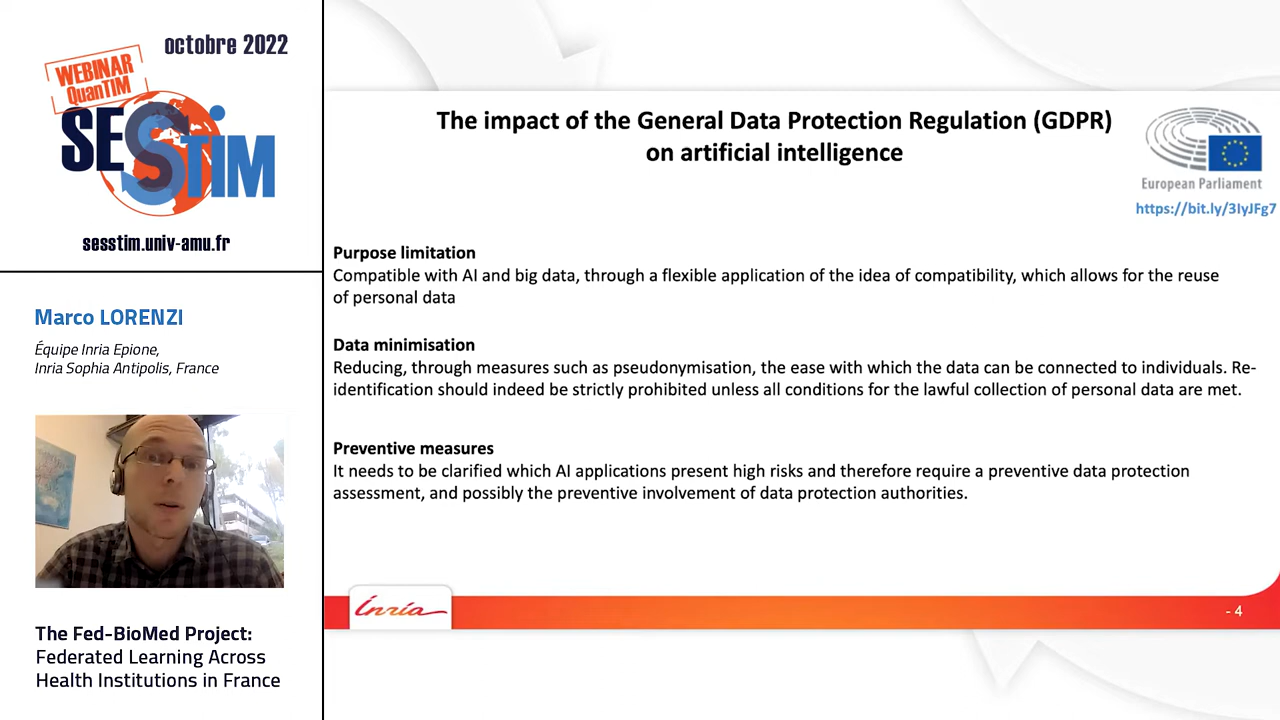 octobre 2022
WEBINAR
QuanTIM
SESSTIM
sesstim.univ-amu.fr
Marco LORENZI
Équipe Inria Epione,
Inria Sophia Antipolis, France
The Fed-BioMed Project:
Federated Learning Across
Health Institutions in France
The impact of the General Data Protection Regulation (GDPR)
on artificial intelligence
European Parliament
https://bit.ly/3IyJFg7
Purpose limitation
Compatible with AI and big data, through a flexible application of the idea of compatibility, which allows for the reuse
of personal data
Data minimisation
Reducing, through measures such as pseudonymisation, the ease with which the data can be connected to individuals. Re-
identification should indeed be strictly prohibited unless all conditions for the lawful collection of personal data are met.
Preventive measures
It needs to be clarified which AI applications present high risks and therefore require a preventive data protection
assessment, and possibly the preventive involvement of data protection authorities.
Inria
- 4